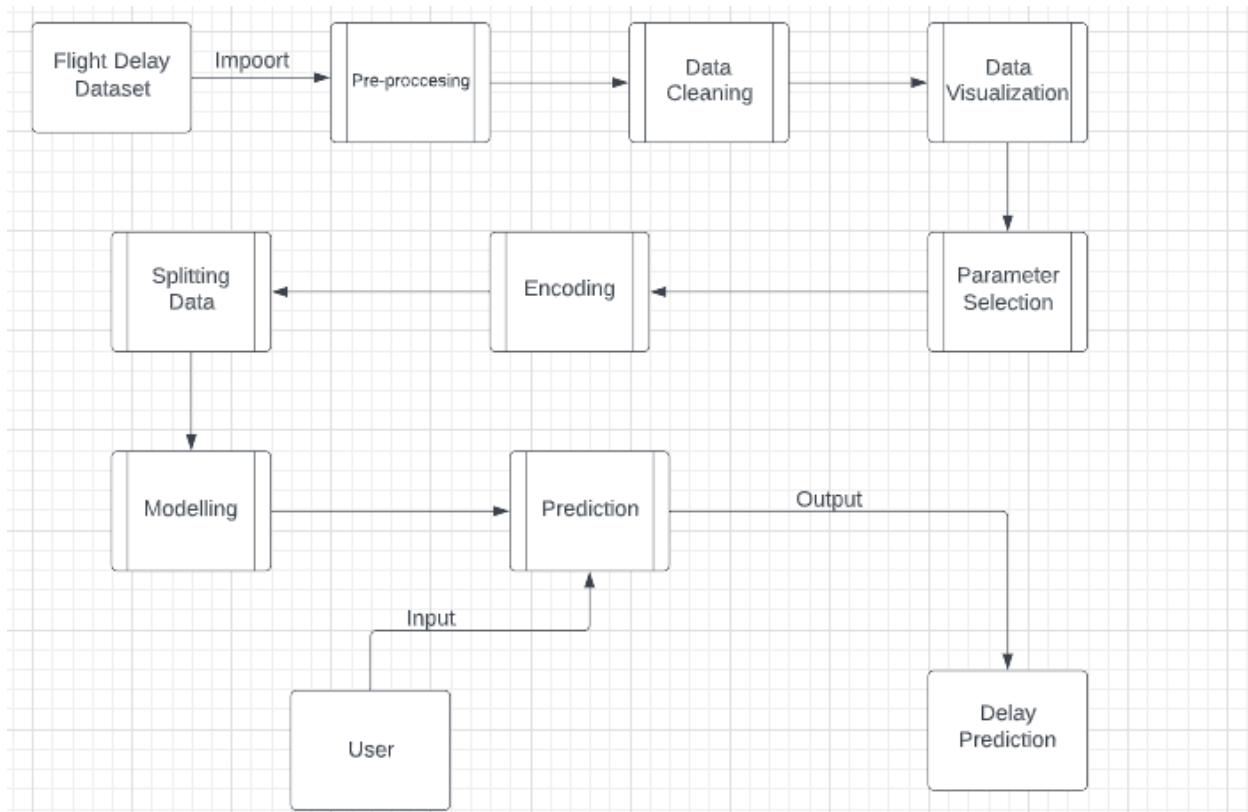 Flight Delay
Dataset
Impoort
Pre-proccesing
Data
Cleaning
Data
Visualization
Splitting
Data
Encoding
Parameter
Selection
Modelling
Prediction
Output
Input
User
Delay
Prediction